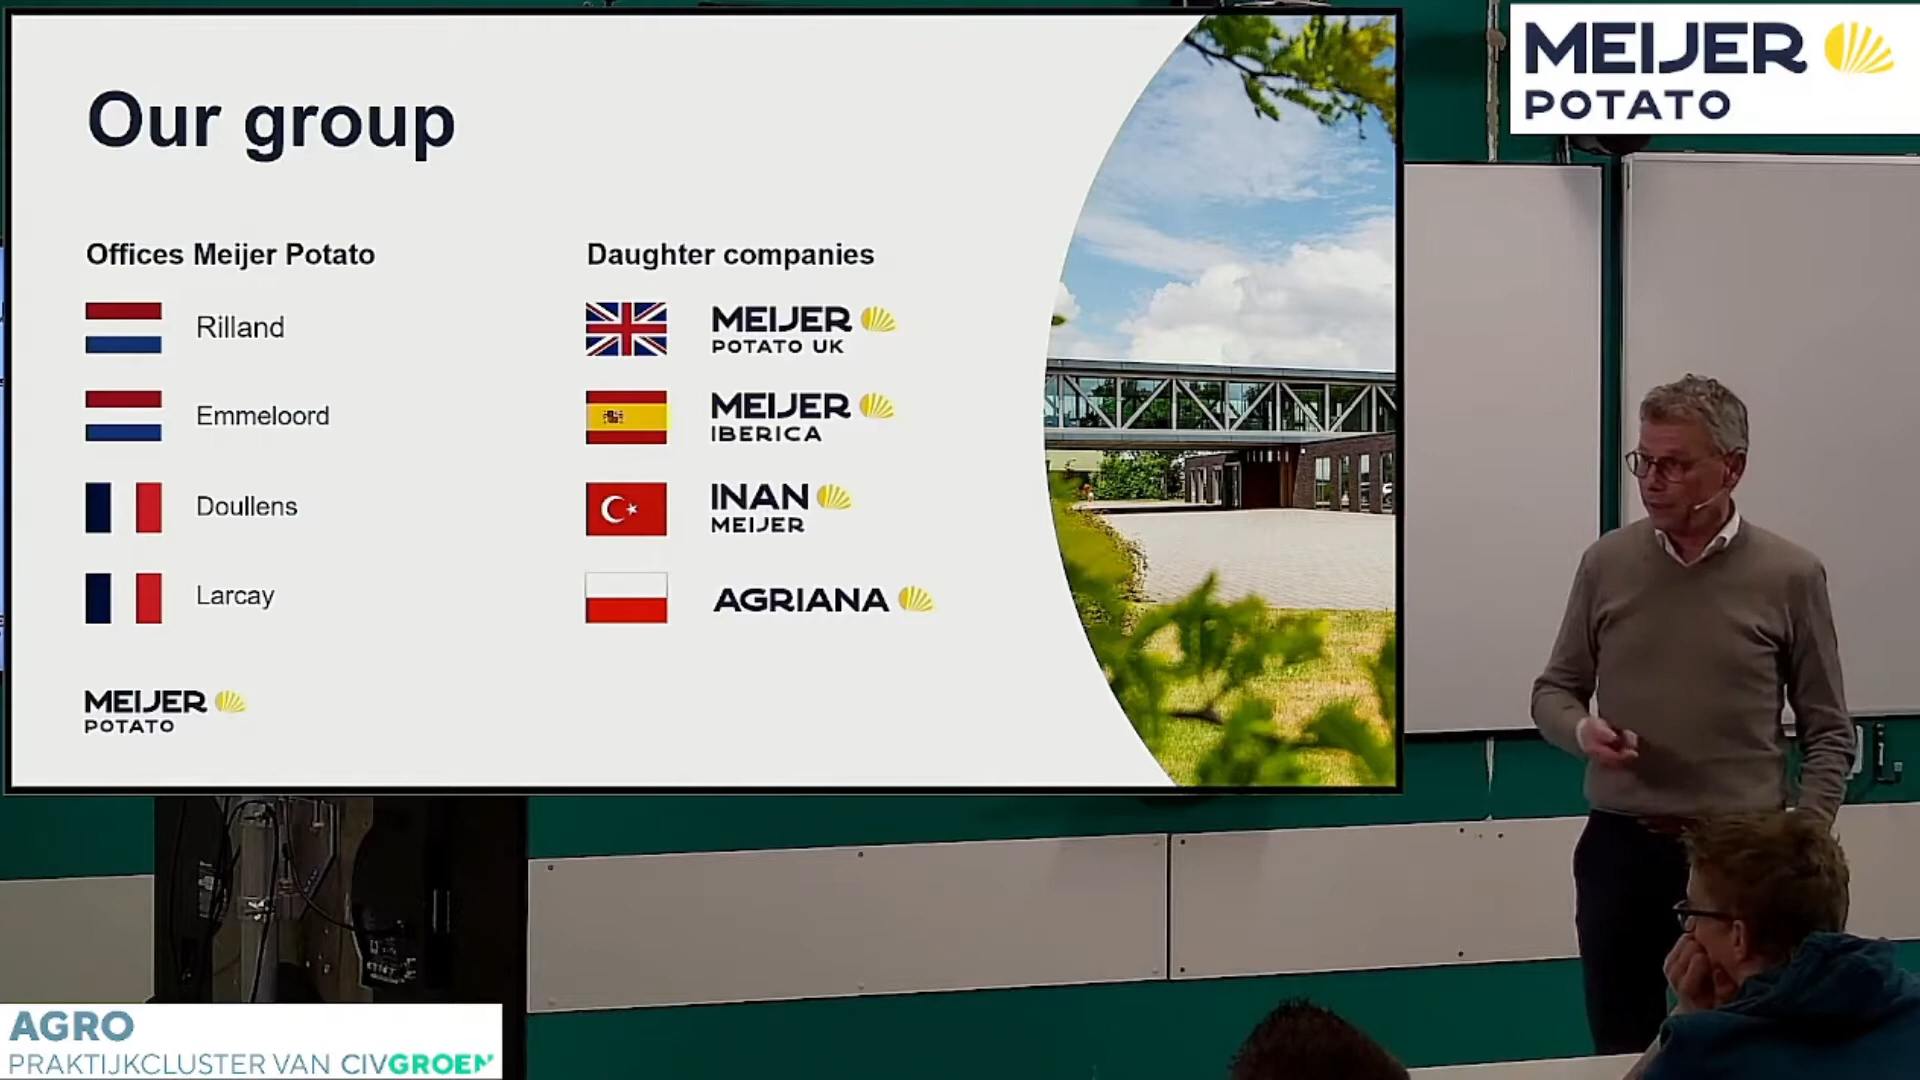 Our group
Offices Meijer Potato
Rilland
Emmeloord
Doullens
Larcay
Daughter companies
MEIJER
POTATO UK
MEIJER
IBERICA
INAN
MEIJER
AGRIANA
MEIJER
POTATO
MEIJER
POTATO
AGRO
PRAKTIJKCLUSTER VAN CIVGROEN